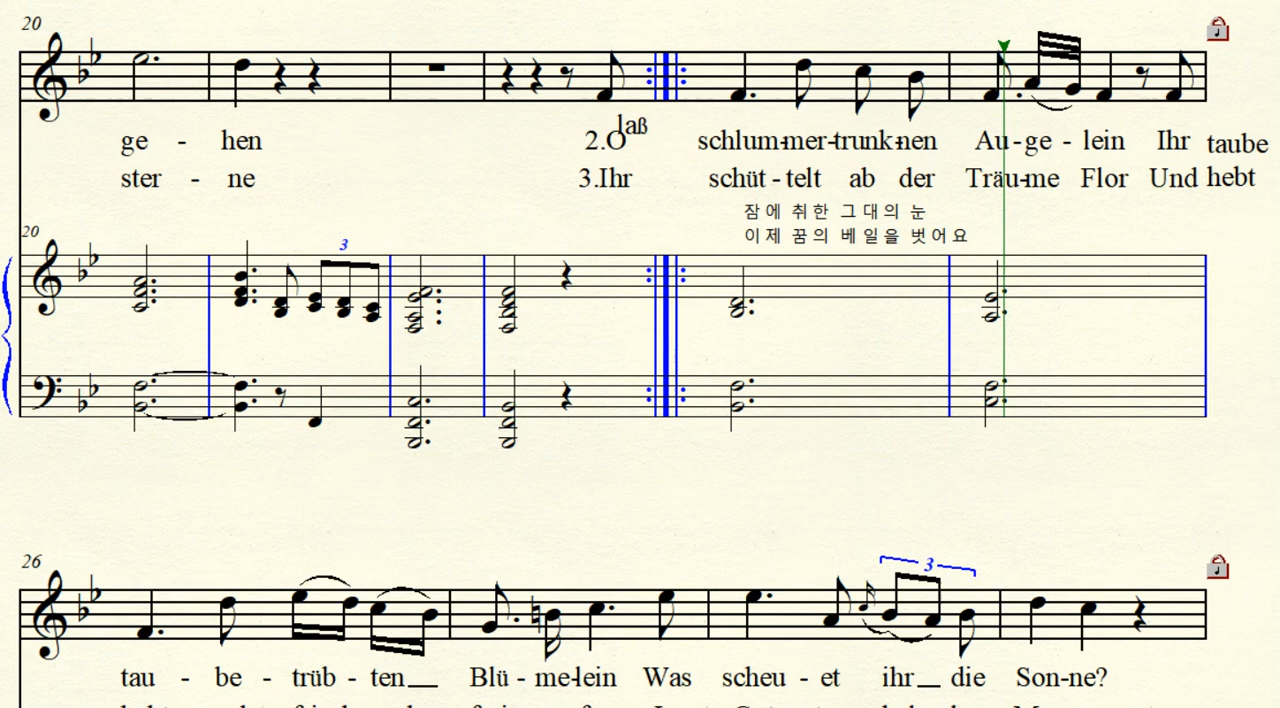 20
laß
ge - hen 2.O schlum-mer-trunk-nen Au-ge - lein Ihr taube
ster - ne 3.Ihr schüt - telt ab der Träu-me Flor Und hebt
잠에 취한 그대의 눈
이제 꿈의 베일을 벗어요
20
3
26
3
tau - be - trüb - ten Blü - me-lein Was scheu - et ihr die Son-ne?